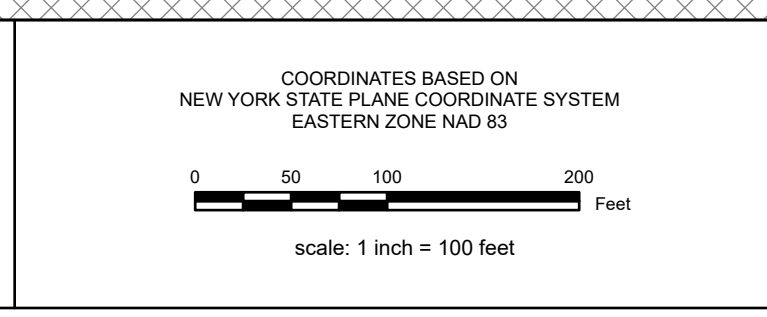 COORDINATES BASED ON
NEW YORK STATE PLANE COORDINATE SYSTEM
EASTERN ZONE NAD 83
0 50 100 200
Feet
scale: 1 inch = 100 feet